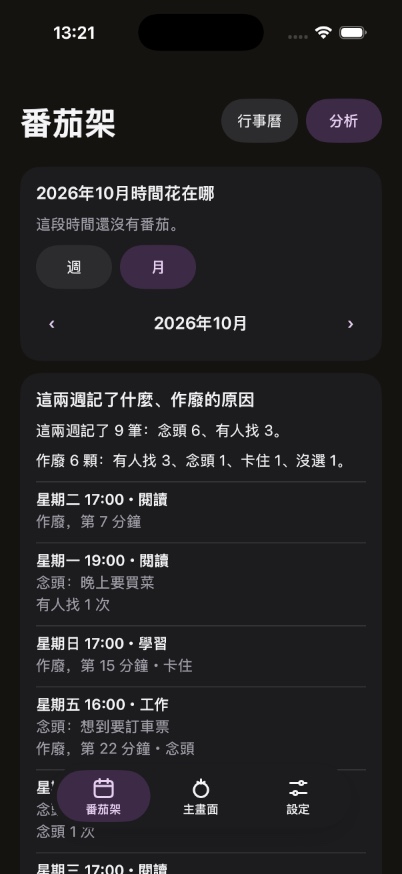 13:21
番茄架
行事曆
分析
2026年10月時間花在哪
這段時間還沒有番茄。
週
月
‹ 2026年10月 ›
這兩週記了什麼、作廢的原因
這兩週記了 9 筆：念頭 6、有人找 3。
作廢 6 顆：有人找 3、念頭 1、卡住 1、沒選 1。
星期二 17:00・閱讀
作廢，第 7 分鐘
星期一 19:00・閱讀
念頭：晚上要買菜
有人找 1 次
星期日 17:00・學習
作廢，第 15 分鐘・卡住
星期五 16:00・工作
念頭：想到要訂車票
作廢，第 22 分鐘・念頭
番茄架
主畫面
設定
念頭 1 次
星期三 17:00・閱讀